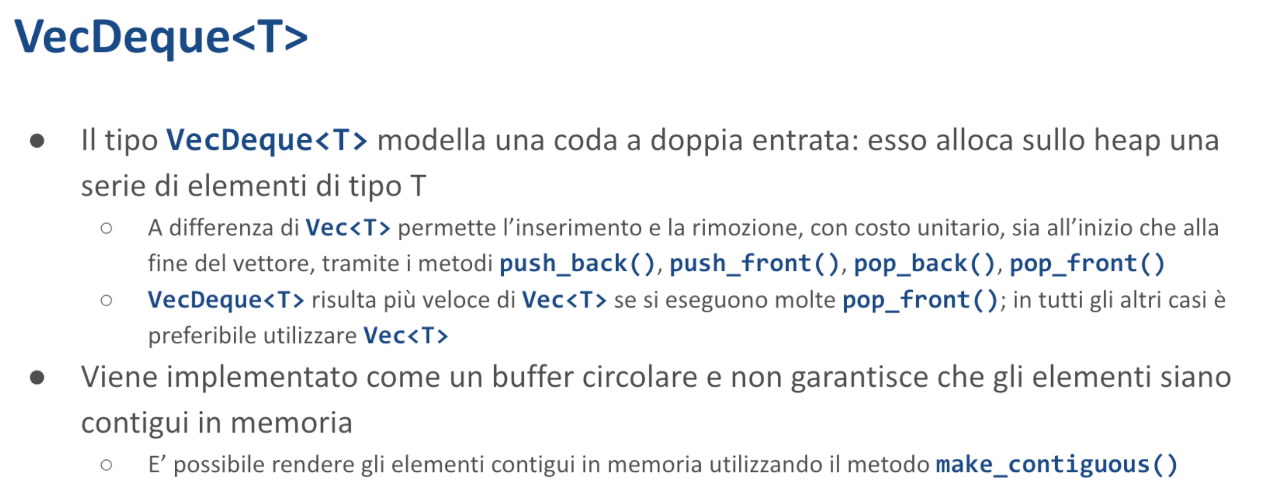 VecDeque<T>
● Il tipo VecDeque<T> modella una coda a doppia entrata: esso alloca sullo heap una
serie di elementi di tipo T
○ A differenza di Vec<T> permette l’inserimento e la rimozione, con costo unitario, sia all’inizio che alla
fine del vettore, tramite i metodi push_back(), push_front(), pop_back(), pop_front()
○ VecDeque<T> risulta più veloce di Vec<T> se si eseguono molte pop_front(); in tutti gli altri casi è
preferibile utilizzare Vec<T>
● Viene implementato come un buffer circolare e non garantisce che gli elementi siano
contigui in memoria
○ E’ possibile rendere gli elementi contigui in memoria utilizzando il metodo make_contiguous()